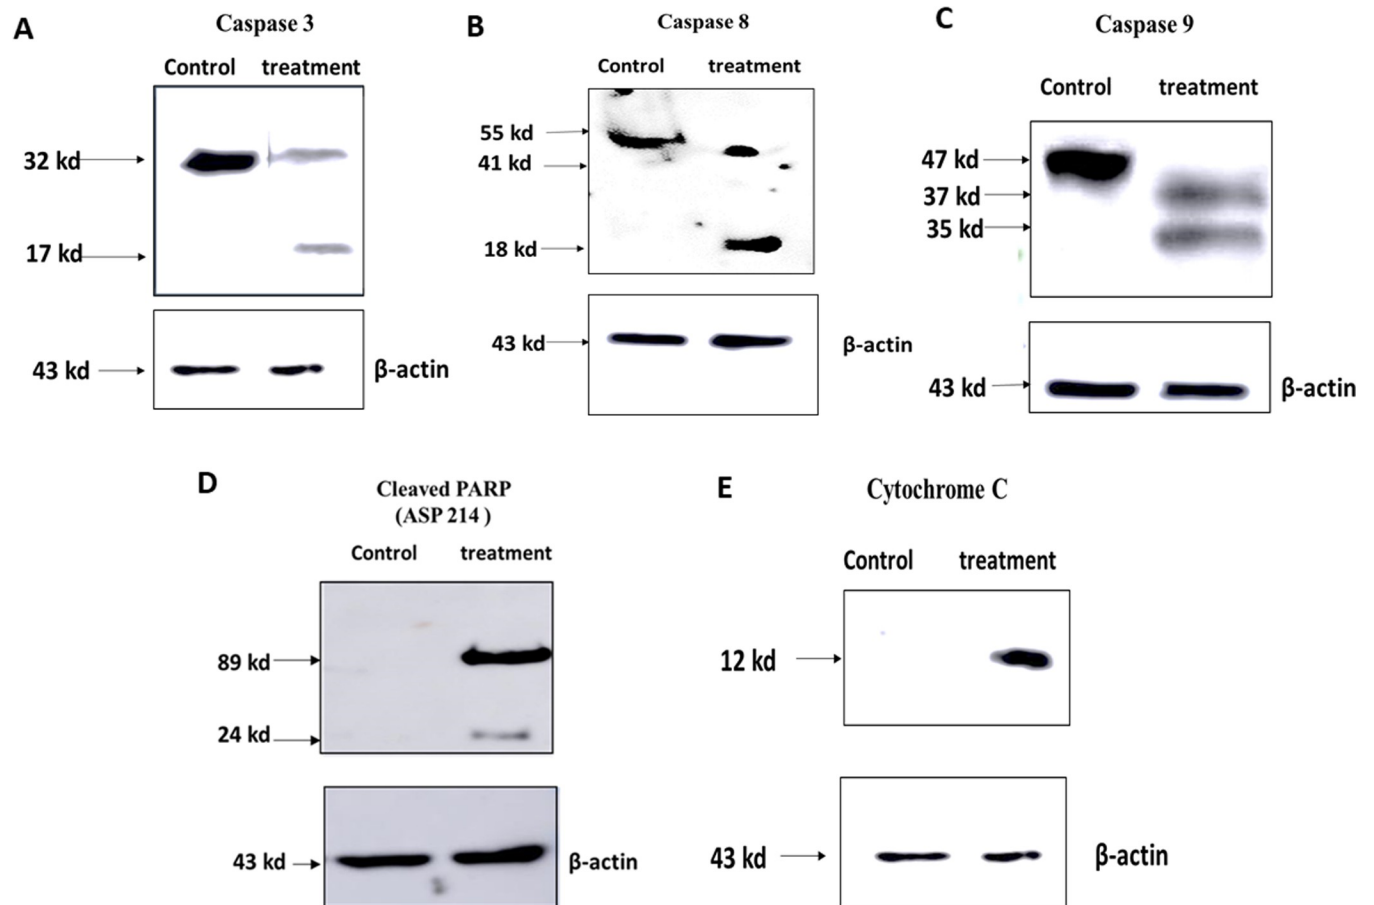 A
Caspase 3
Control treatment
32 kd
17 kd
43 kd
β-actin
B
Caspase 8
Control treatment
55 kd
41 kd
18 kd
43 kd
β-actin
C
Caspase 9
Control treatment
47 kd
37 kd
35 kd
43 kd
β-actin
D
Cleaved PARP
(ASP 214 )
Control treatment
89 kd
24 kd
43 kd
β-actin
E
Cytochrome C
Control treatment
12 kd
43 kd
β-actin